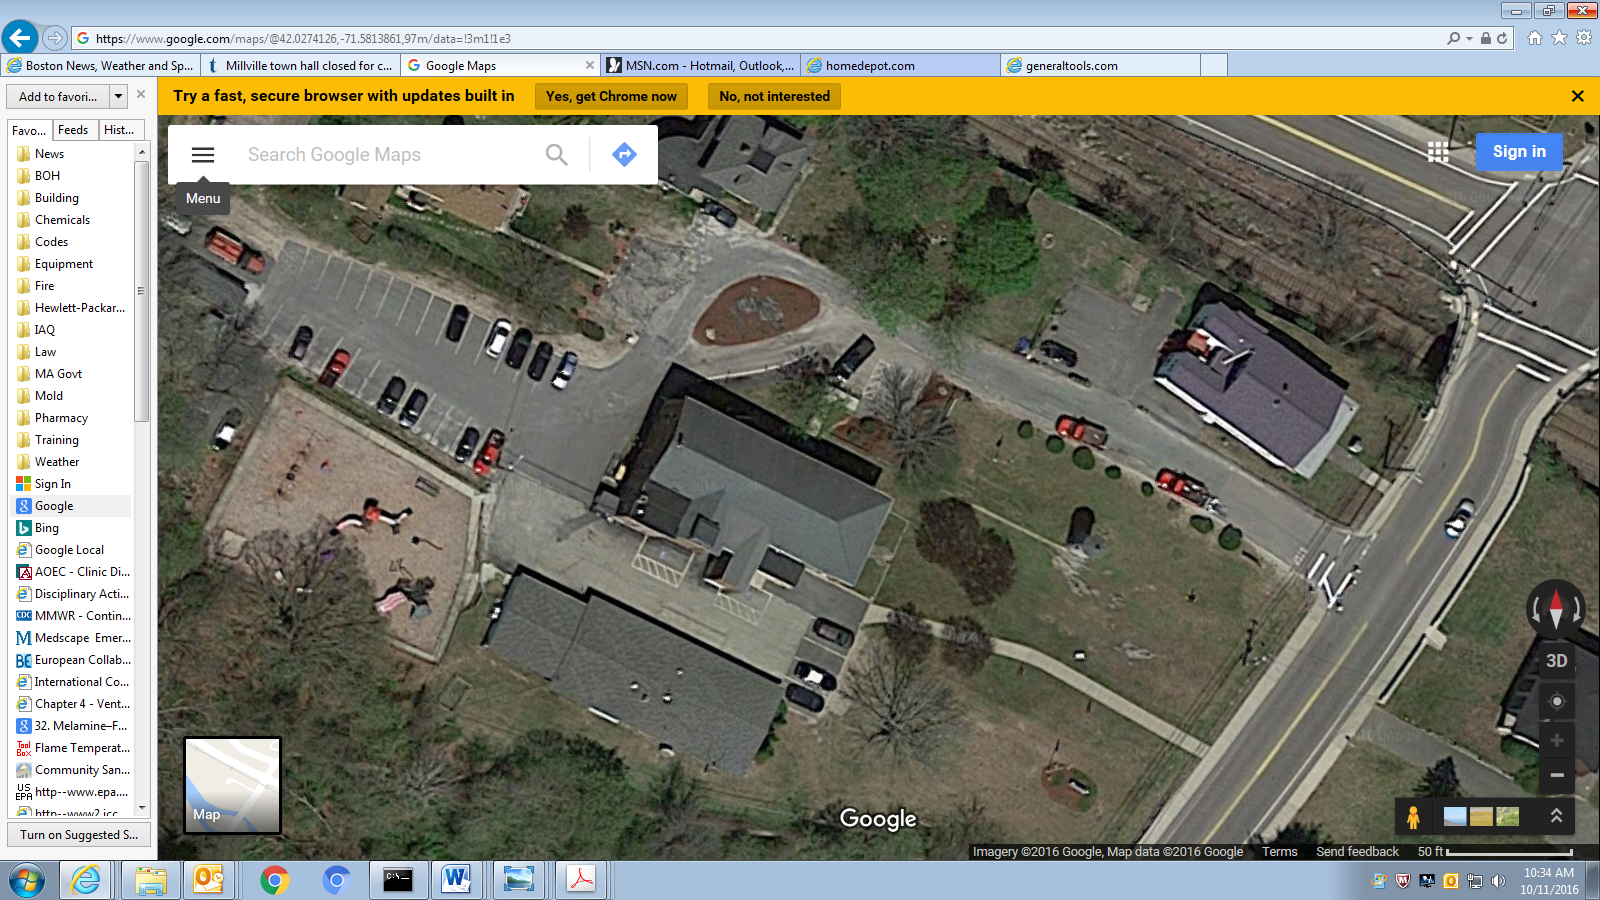 https://www.google.com/maps/@42.0274126,-71.5813861,97m/data=!3m1!1e3
Boston News, Weather and Sp...
Millville town hall closed for c...
Google Maps
MSN.com - Hotmail, Outlook,...
homedepot.com
generaltools.com
Add to favori...
Try a fast, secure browser with updates built in
Yes, get Chrome now
No, not interested
Favo...
Feeds
Hist...
News
BOH
Building
Chemicals
Codes
Equipment
Fire
Hewlett-Packar...
IAQ
Law
MA Govt
Mold
Pharmacy
Training
Weather
Sign In
Google
Bing
Google Local
AOEC - Clinic Di...
Disciplinary Acti...
MMWR - Contin...
Medscape Emer...
European Collab...
International Co...
Chapter 4 - Vent...
32. Melamine–F...
Flame Temperat...
Community San...
http--www.epa....
http--www2.icc...
Turn on Suggested S...
Search Google Maps
Menu
Sign in
3D
Map
Google
Imagery ©2016 Google, Map data ©2016 Google
Terms
Send feedback
50 ft
10:34 AM
10/11/2016